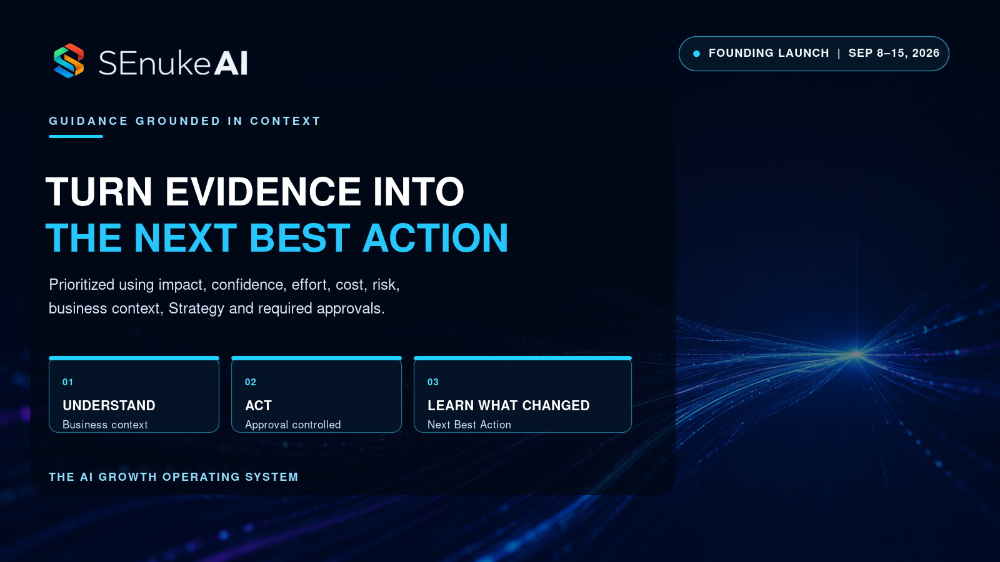 SEnukeAI
FOUNDING LAUNCH | SEP 8–15, 2026
GUIDANCE GROUNDED IN CONTEXT
TURN EVIDENCE INTO
THE NEXT BEST ACTION
Prioritized using impact, confidence, effort, cost, risk,
business context, Strategy and required approvals.
01
UNDERSTAND
Business context
02
ACT
Approval controlled
03
LEARN WHAT CHANGED
Next Best Action
THE AI GROWTH OPERATING SYSTEM